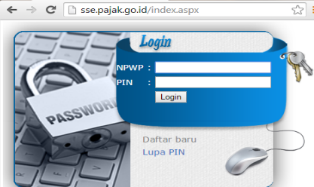 sse.pajak.go.id/index.aspx
Login
NPWP :
PIN :
Login
PASSWORD
Daftar baru
Lupa PIN